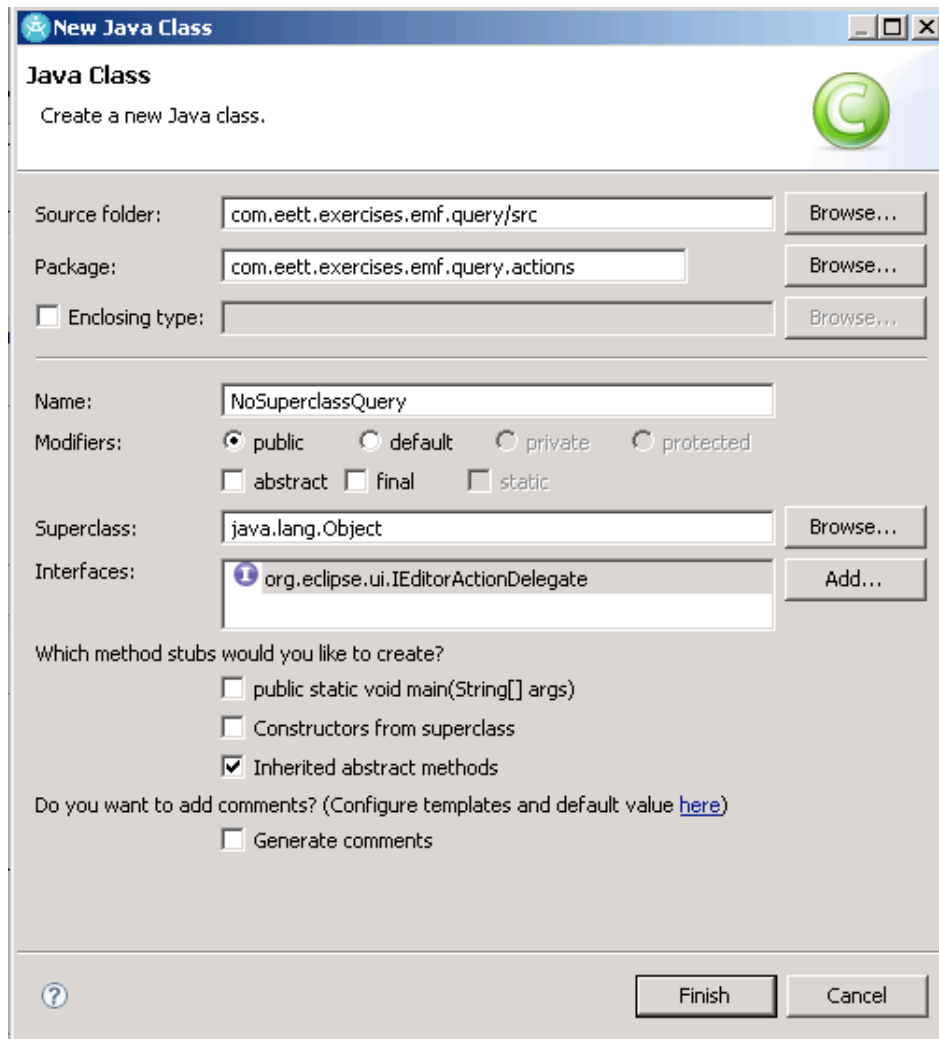 New Java Class
Java Class
Create a new Java class.
Source folder: com.eett.exercises.emf.query/src Browse...
Package: com.eett.exercises.emf.query.actions Browse...
Enclosing type: Browse...
Name: NoSuperclassQuery
Modifiers: public default private protected
abstract final static
Superclass: java.lang.Object Browse...
Interfaces: org.eclipse.ui.IEditorActionDelegate Add...
Which method stubs would you like to create?
public static void main(String[] args)
Constructors from superclass
Inherited abstract methods
Do you want to add comments? (Configure templates and default value here)
Generate comments
Finish Cancel